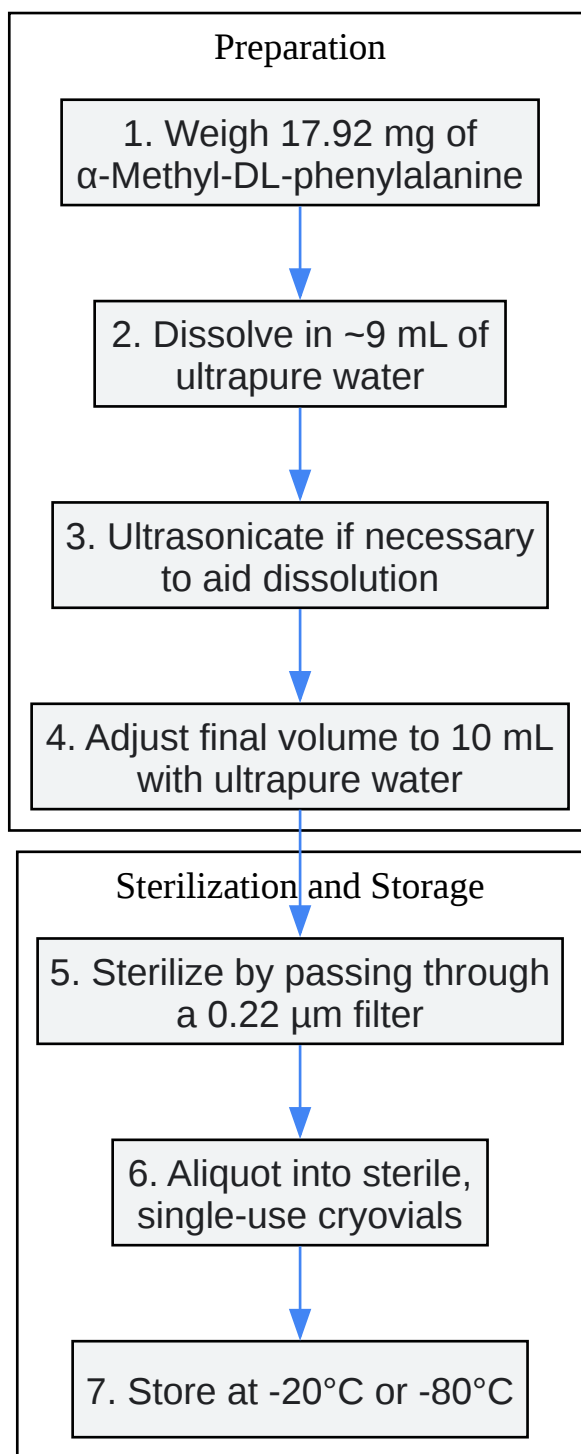 Preparation
1. Weigh 17.92 mg of
α-Methyl-DL-phenylalanine
2. Dissolve in ~9 mL of
ultrapure water
3. Ultrasonicate if necessary
to aid dissolution
4. Adjust final volume to 10 mL
with ultrapure water
Sterilization and Storage
5. Sterilize by passing through
a 0.22 µm filter
6. Aliquot into sterile,
single-use cryovials
7. Store at -20°C or -80°C